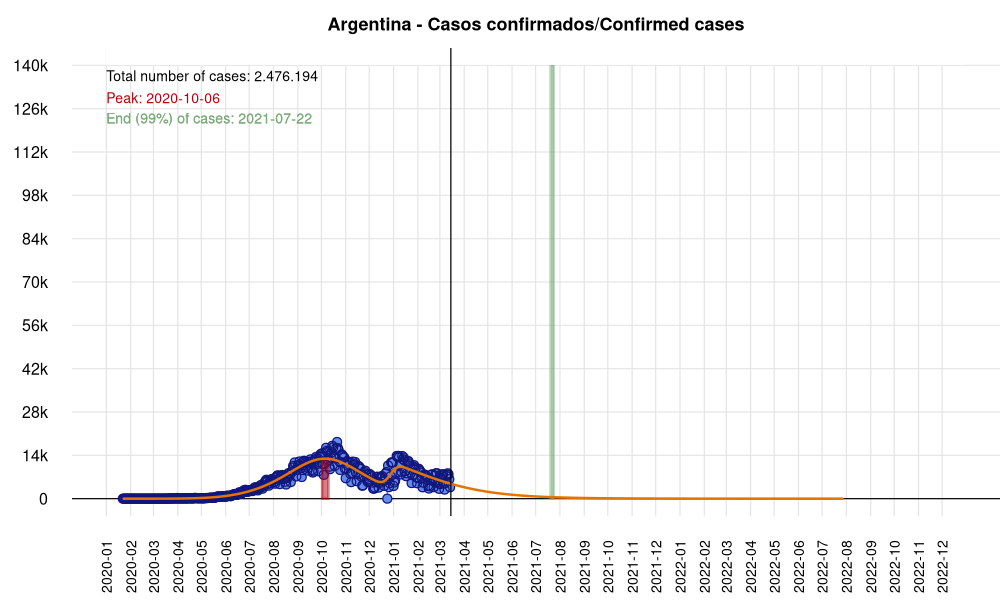 Argentina - Casos confirmados/Confirmed cases
140k
126k
112k
98k
84k
70k
56k
42k
28k
14k
0
Total number of cases: 2.476.194
Peak: 2020-10-06
End (99%) of cases: 2021-07-22
2020-01
2020-02
2020-03
2020-04
2020-05
2020-06
2020-07
2020-08
2020-09
2020-10
2020-11
2020-12
2021-01
2021-02
2021-03
2021-04
2021-05
2021-06
2021-07
2021-08
2021-09
2021-10
2021-11
2021-12
2022-01
2022-02
2022-03
2022-04
2022-05
2022-06
2022-07
2022-08
2022-09
2022-10
2022-11
2022-12